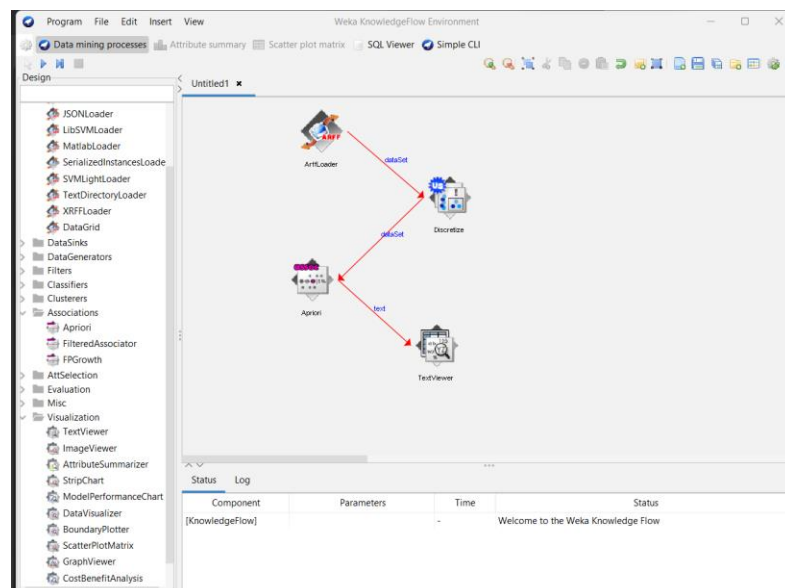 Program File Edit Insert View Weka KnowledgeFlow Environment
Data mining processes Attribute summary Scatter plot matrix SQL Viewer Simple CLI
Design
Untitled1
JSONLoader
LibSVMLoader
MatlabLoader
SerializedInstancesLoade
SVMLightLoader
TextDirectoryLoader
XRFFLoader
DataGrid
DataSinks
DataGenerators
Filters
Classifiers
Clusterers
Associations
Apriori
FilteredAssociator
FPGrowth
AttSelection
Evaluation
Misc
Visualization
TextViewer
ImageViewer
AttributeSummarizer
StripChart
ModelPerformanceChart
DataVisualizer
BoundaryPlotter
ScatterPlotMatrix
GraphViewer
CostBenefitAnalysis
ARFF
ArffLoader
dataSet
Discretize
dataSet
Apriori
text
TextViewer
Status Log
Component Parameters Time Status
[KnowledgeFlow] - Welcome to the Weka Knowledge Flow